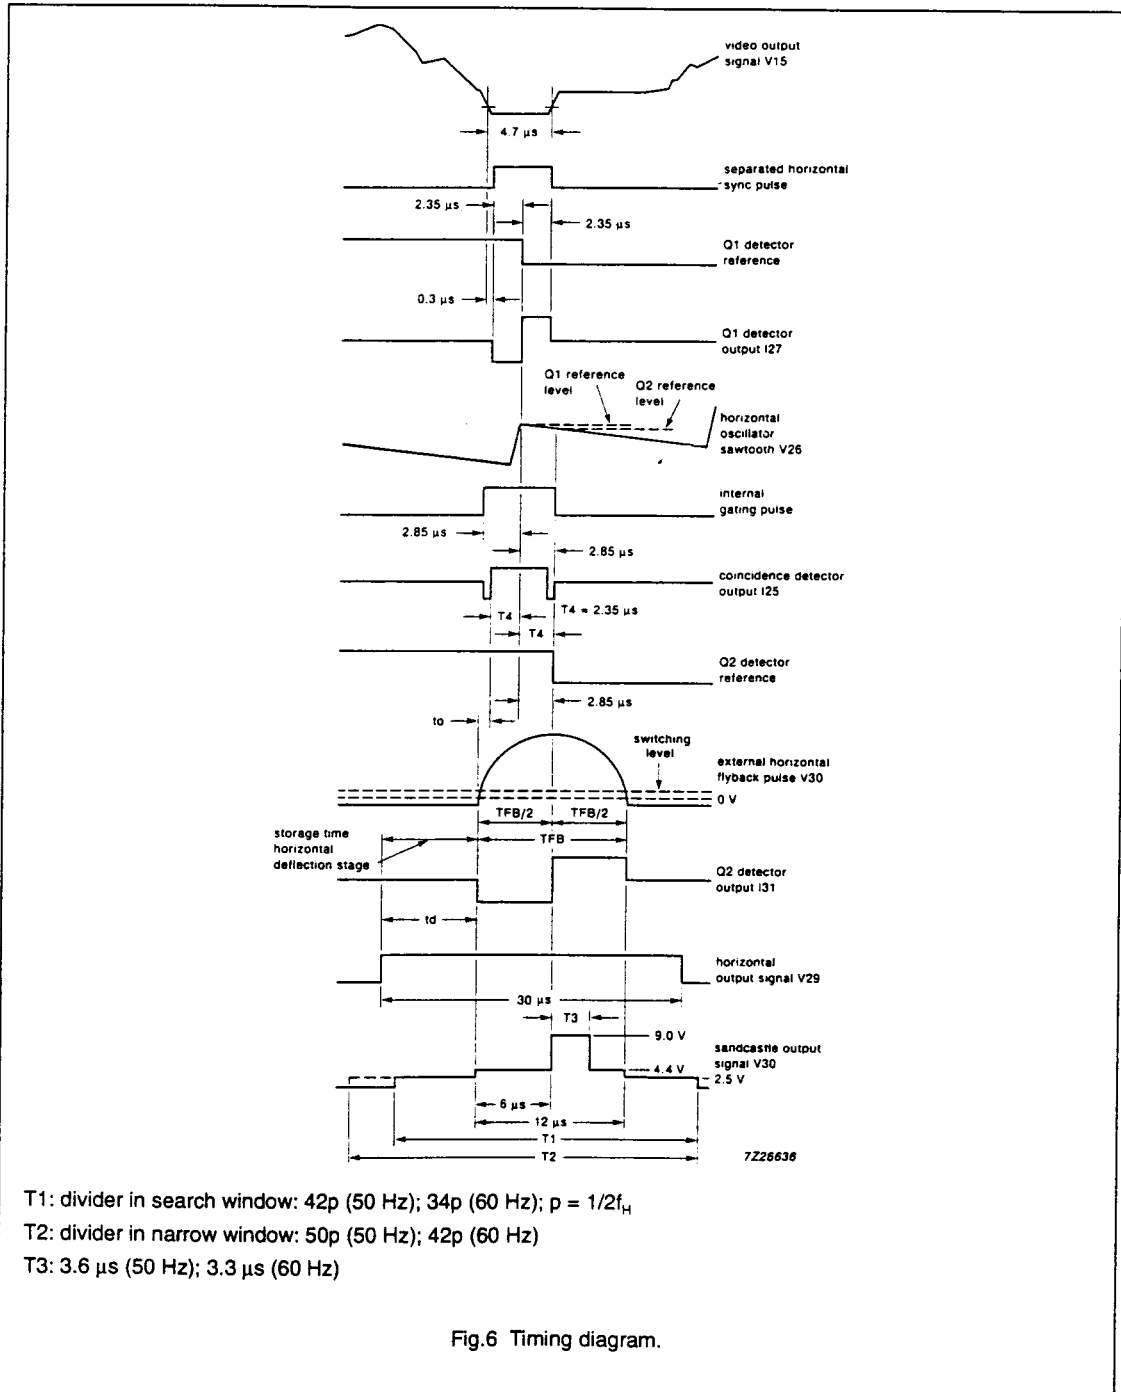 video output
signal V15
4.7 µs
separated horizontal
sync pulse
2.35 µs
2.35 µs
Q1 detector
reference
0.3 µs
Q1 detector
output I27
Q1 reference
level
Q2 reference
level
horizontal
oscillator
sawtooth V26
internal
gating pulse
2.85 µs
2.85 µs
coincidence detector
output I25
T4
T4 = 2.35 µs
T4
Q2 detector
reference
2.85 µs
to
switching
level
external horizontal
flyback pulse V30
0 V
TFB/2
TFB/2
TFB
storage time
horizontal
deflection stage
Q2 detector
output I31
td
horizontal
output signal V29
30 µs
T3
9.0 V
sandcastle output
signal V30
4.4 V
2.5 V
6 µs
12 µs
T1
T2
7Z26636
T1: divider in search window: 42p (50 Hz); 34p (60 Hz); p = 1/2fH
T2: divider in narrow window: 50p (50 Hz); 42p (60 Hz)
T3: 3.6 µs (50 Hz); 3.3 µs (60 Hz)
Fig.6 Timing diagram.